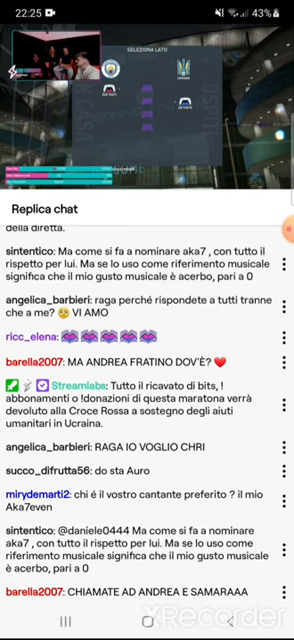 22:25
43%
SELEZIONA LATO
Replica chat
della diretta.
sintentico: Ma come si fa a nominare
aka7 , con tutto il
rispetto per lui. Ma se lo uso come riferimento musicale
significa che il mio gusto musicale è acerbo, pari a 0
angelica_barbieri: raga perché rispondete a tutti tranne
che a me? 🥺 VI AMO
ricc_elena:
barella2007: MA ANDREA FRATINO DOV'È? ❤️
Streamlabs: Tutto il ricavato di bits, !
abbonamenti o !donazioni di questa maratona verrà
devoluto alla Croce Rossa a sostegno degli aiuti
umanitari in Ucraina.
angelica_barbieri: RAGA IO VOGLIO CHRI
succo_difrutta56: do sta Auro
mirydemarti2: chi é il vostro cantante preferito ? il mio
Aka7even
sintentico: @daniele0444 Ma come si fa a nominare
aka7 , con tutto il rispetto per lui. Ma se lo uso come
riferimento musicale significa che il mio gusto musicale
è acerbo, pari a 0
barella2007: CHIAMATE AD ANDREA E SAMARAAA
XRecorder